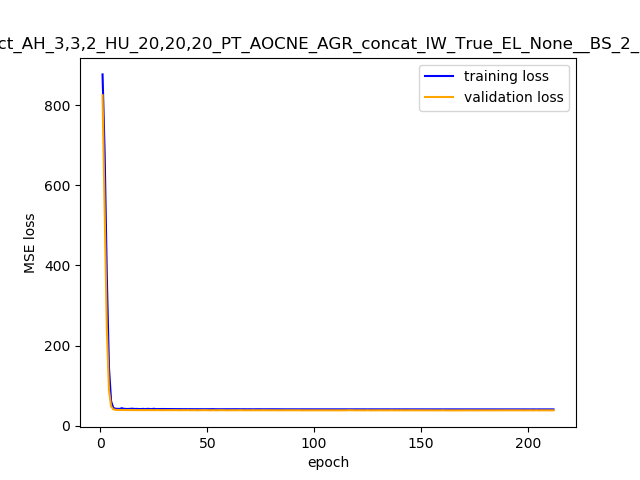 ct_AH_3,3,2_HU_20,20,20_PT_AOCNE_AGR_concat_IW_True_EL_None__BS_2_
training loss
validation loss
800
600
400
200
0
MSE loss
0 50 100 150 200
epoch